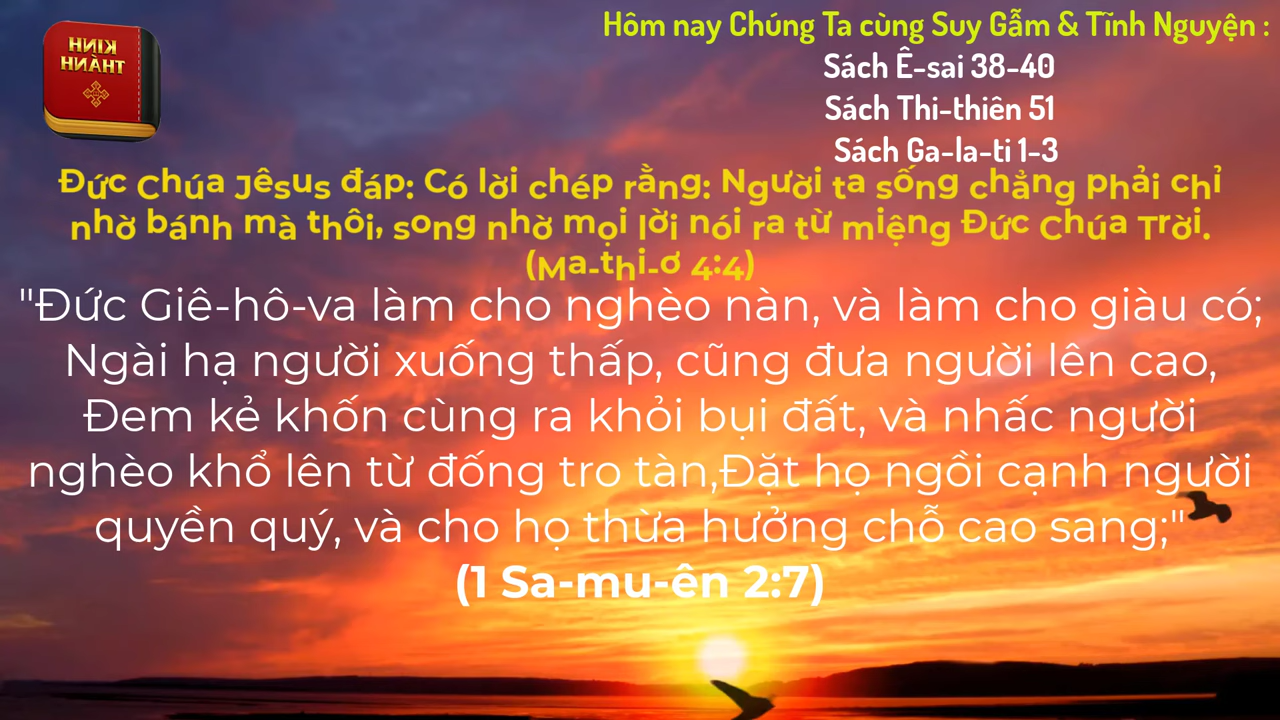 KINH
THÁNH
Hôm nay Chúng Ta cùng Suy Gẫm & Tĩnh Nguyện :
Sách Ê-sai 38-40
Sách Thi-thiên 51
Sách Ga-la-ti 1-3
Đức Chúa Jêsus đáp: Có lời chép rằng: Người ta sống chẳng phải chỉ
nhờ bánh mà thôi, song nhờ mọi lời nói ra từ miệng Đức Chúa Trời.
(Ma-thi-ơ 4:4)
"Đức Giê-hô-va làm cho nghèo nàn, và làm cho giàu có;
Ngài hạ người xuống thấp, cũng đưa người lên cao,
Đem kẻ khốn cùng ra khỏi bụi đất, và nhấc người
nghèo khổ lên từ đống tro tàn,Đặt họ ngồi cạnh người
quyền quý, và cho họ thừa hưởng chỗ cao sang;"
(1 Sa-mu-ên 2:7)